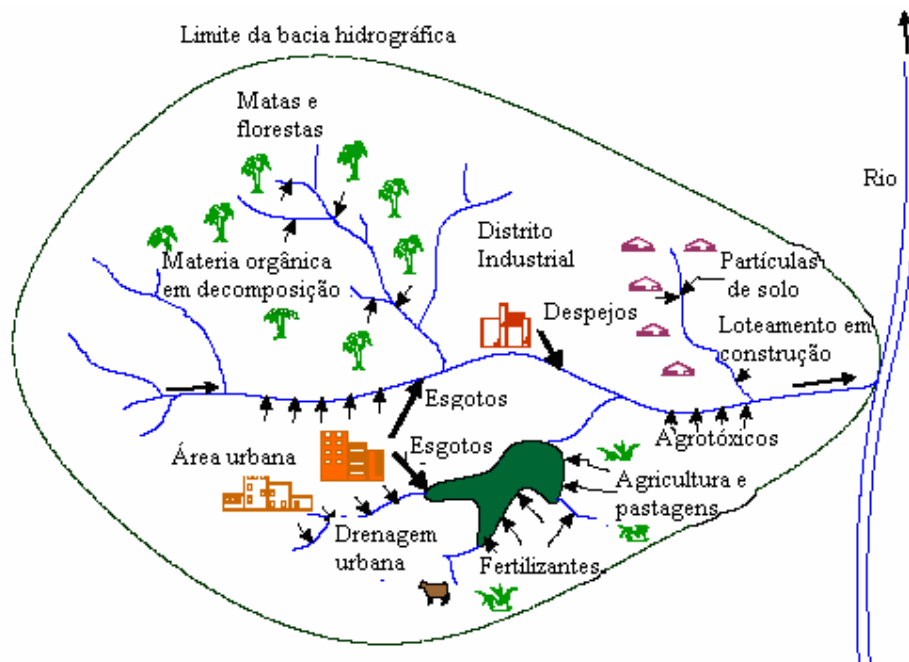 Limite da bacia hidrográfica
Matas e
florestas
Rio
Distrito
Industrial
Partículas
de solo
Materia orgânica
em decomposição
Despejos
Loteamento em
construção
Esgotos
Agrotóxicos
Área urbana
Esgotos
Agricultura e
pastagens
Drenagem
urbana
Fertilizantes